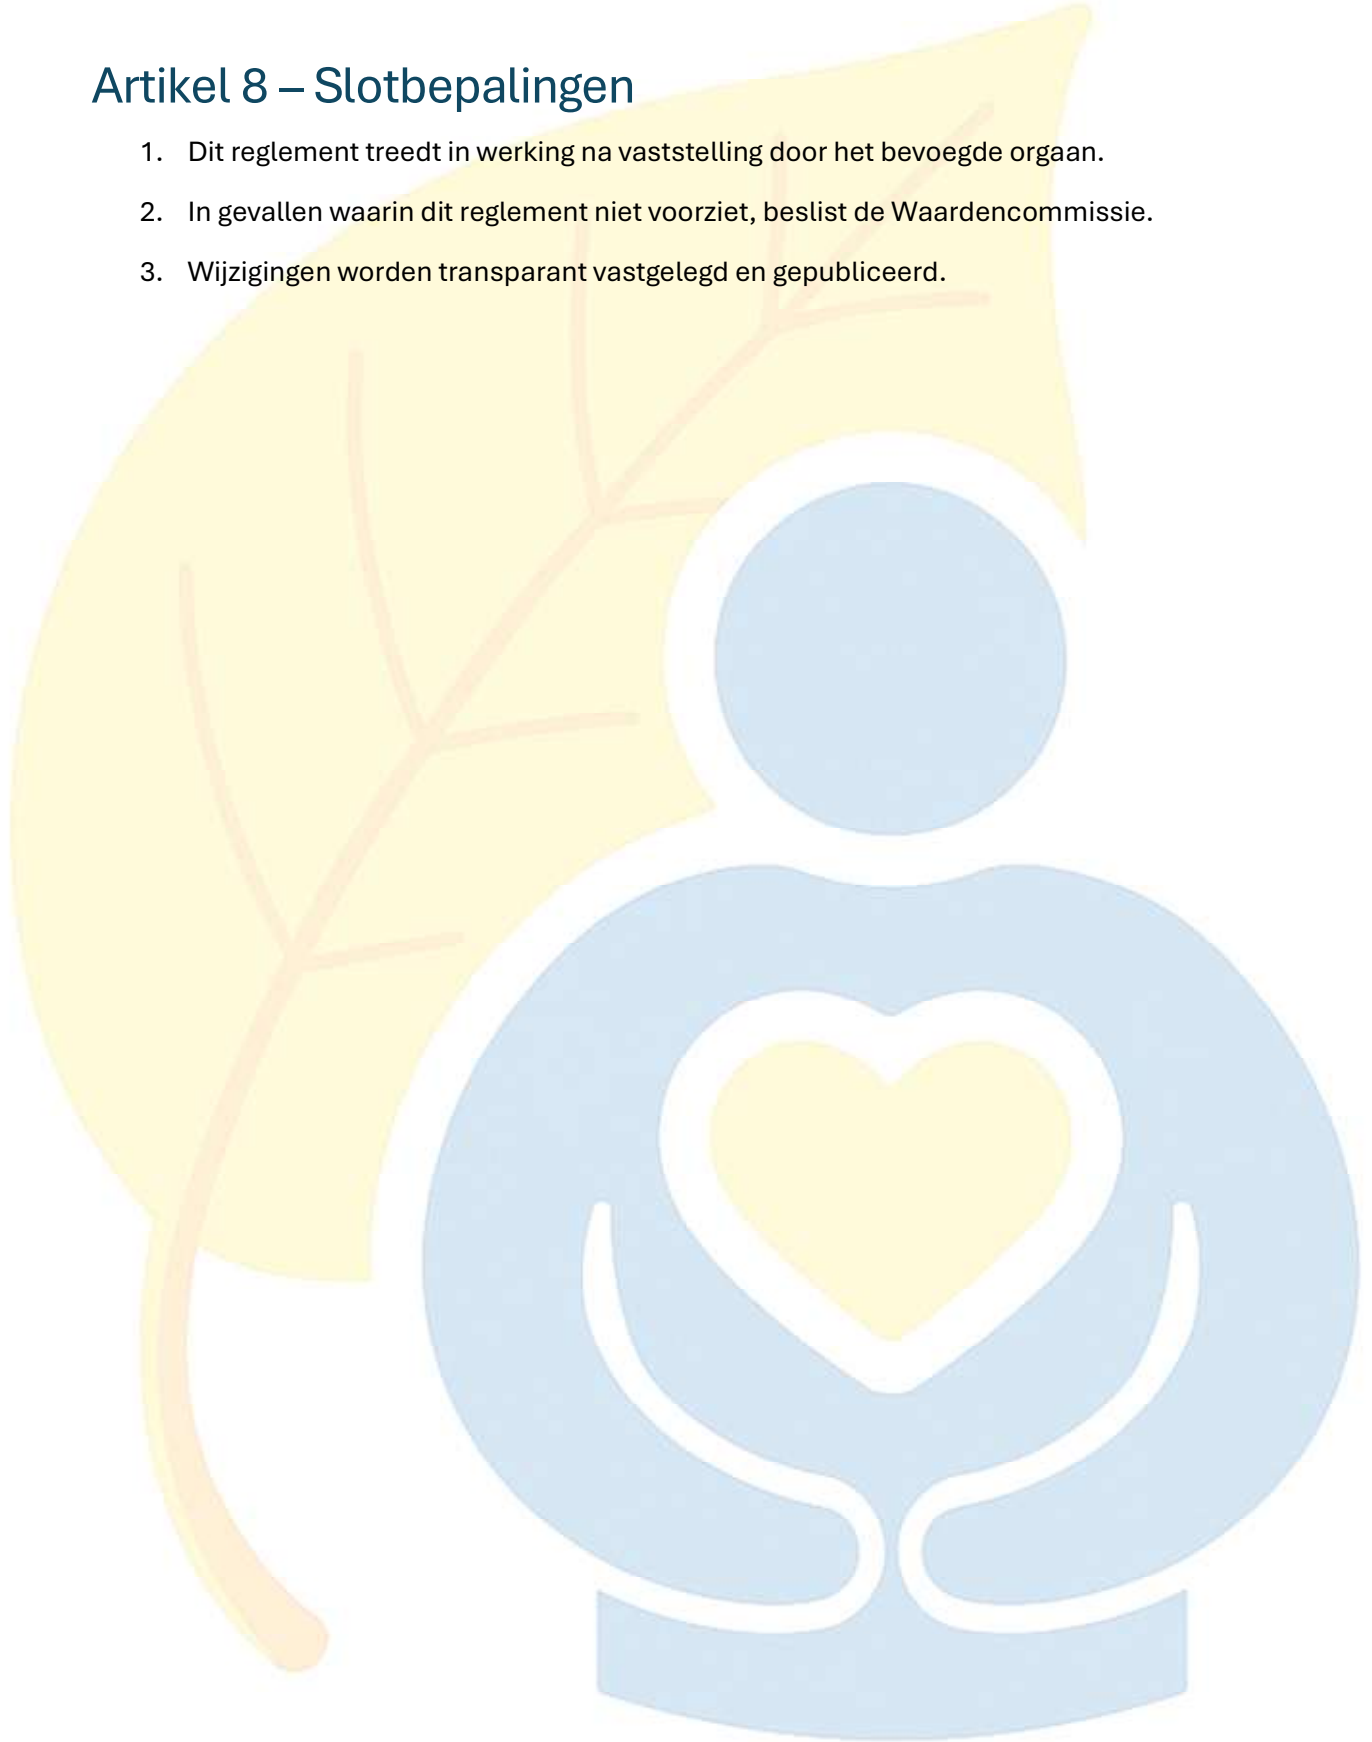 Artikel 8 – Slotbepalingen
1. Dit reglement treedt in werking na vaststelling door het bevoegde orgaan.
2. In gevallen waarin dit reglement niet voorziet, beslist de Waardencommissie.
3. Wijzigingen worden transparant vastgelegd en gepubliceerd.